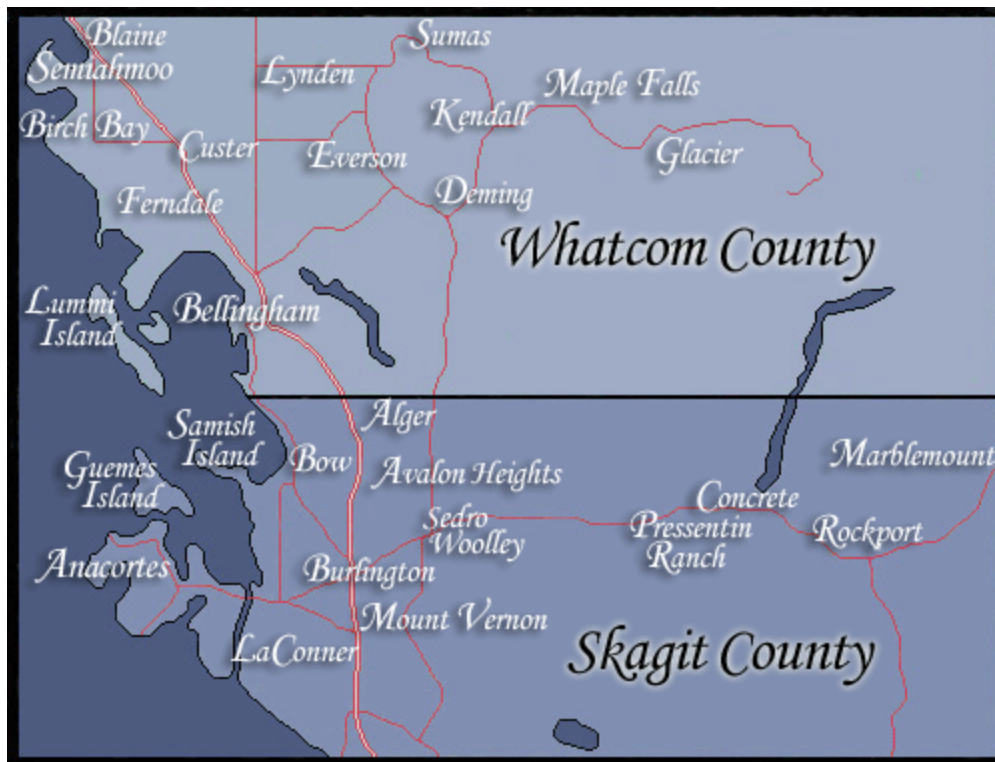 Blaine
Semiahmoo
Sumas
Lynden
Maple Falls
Kendall
Birch Bay
Custer
Everson
Glacier
Ferndale
Deming
Whatcom County
Lummi
Island
Bellingham
Alger
Samish
Island
Bow
Marblemount
Guemes
Island
Avalon Heights
Concrete
Sedro
Woolley
Pressentin
Ranch
Rockport
Anacortes
Burlington
Mount Vernon
LaConner
Skagit County